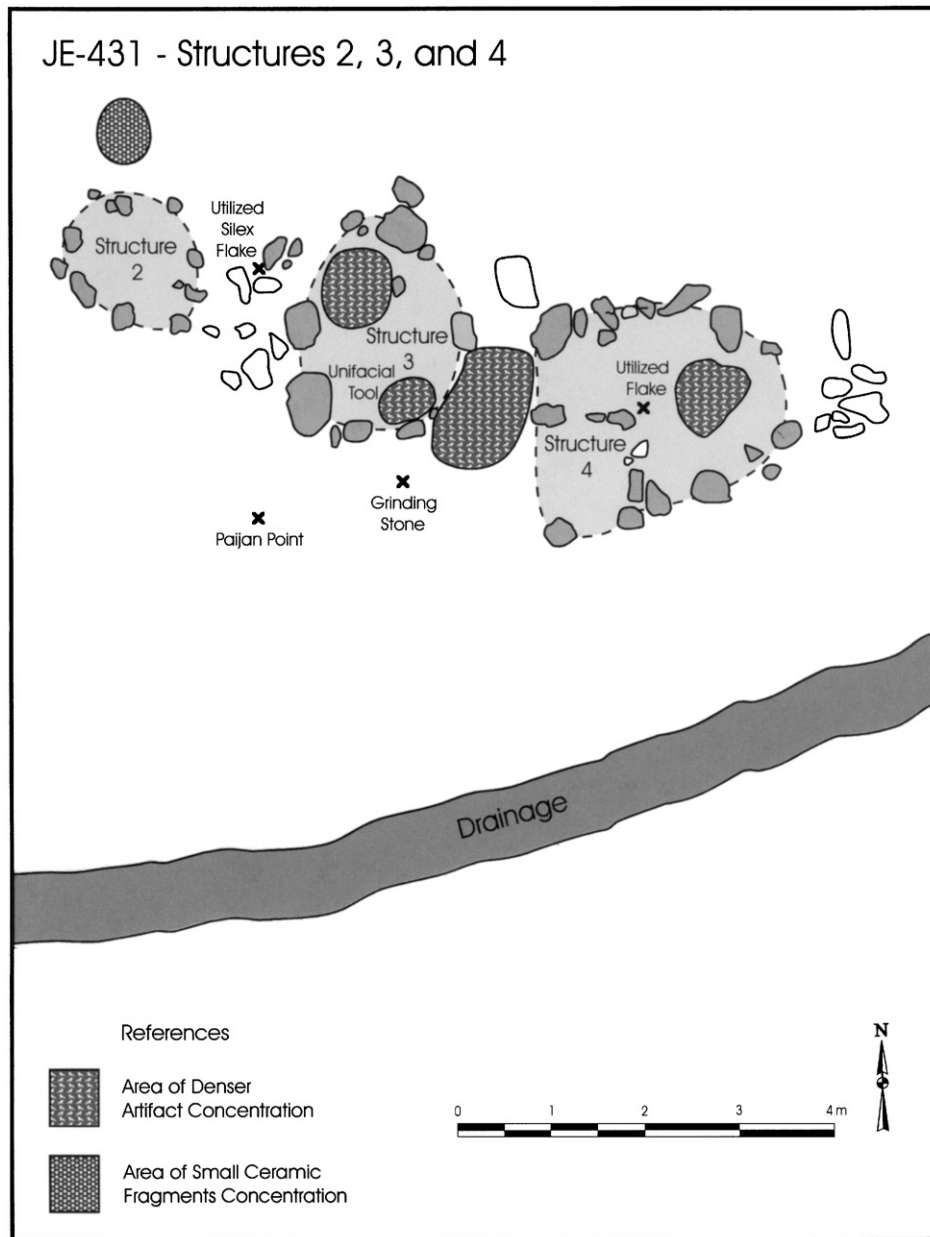 JE-431 - Structures 2, 3, and 4
Utilized
Silex
Flake
Structure
2
Structure
3
Unifacial
Tool
Utilized
Flake
Structure
4
Grinding
Stone
Paijan Point
Drainage
References
Area of Denser
Artifact Concentration
Area of Small Ceramic
Fragments Concentration
N
0 1 2 3 4 m